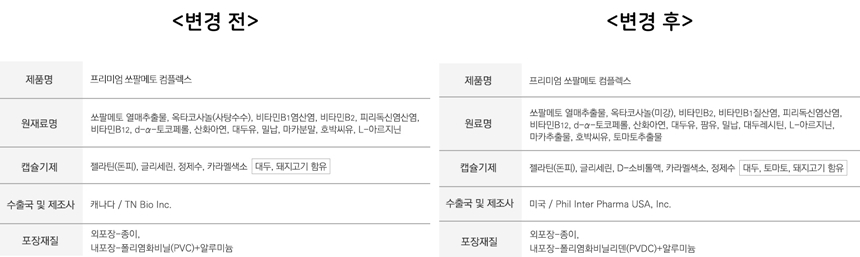 <변경 전>
제품명
프리미엄 쏘팔메토 컴플렉스
원재료명
쏘팔메토 열매추출물, 옥타코사놀(사탕수수), 비타민B1염산염, 비타민B2, 피리독신염산염,
비타민B12, d-α-토코페롤, 산화아연, 대두유, 밀납, 마카분말, 호박씨유, L-아르지닌
캡슐기제
젤라틴(돈피), 글리세린, 정제수, 카라멜색소 대두, 돼지고기 함유
수출국 및 제조사
캐나다 / TN Bio Inc.
포장재질
외포장-종이,
내포장-폴리염화비닐(PVC)+알루미늄
<변경 후>
제품명
프리미엄 쏘팔메토 컴플렉스
원료명
쏘팔메토 열매추출물, 옥타코사놀(미강), 비타민B2, 비타민B1질산염, 피리독신염산염,
비타민B12, d-α-토코페롤, 산화아연, 대두유, 팜유, 밀납, 대두레시틴, L-아르지닌,
마카추출물, 호박씨유, 토마토추출물
캡슐기제
젤라틴(돈피), 글리세린, D-소비톨액, 카라멜색소, 정제수 대두, 토마토, 돼지고기 함유
수출국 및 제조사
미국 / Phil Inter Pharma USA, Inc.
포장재질
외포장-종이,
내포장-폴리염화비닐리덴(PVDC)+알루미늄